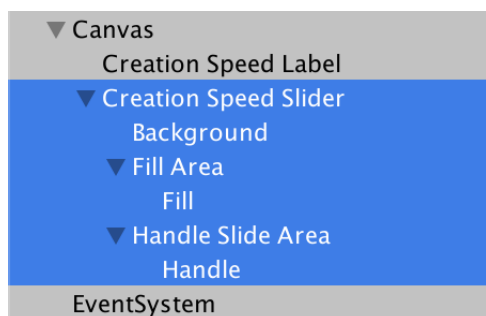 Canvas
Creation Speed Label
Creation Speed Slider
Background
Fill Area
Fill
Handle Slide Area
Handle
EventSystem